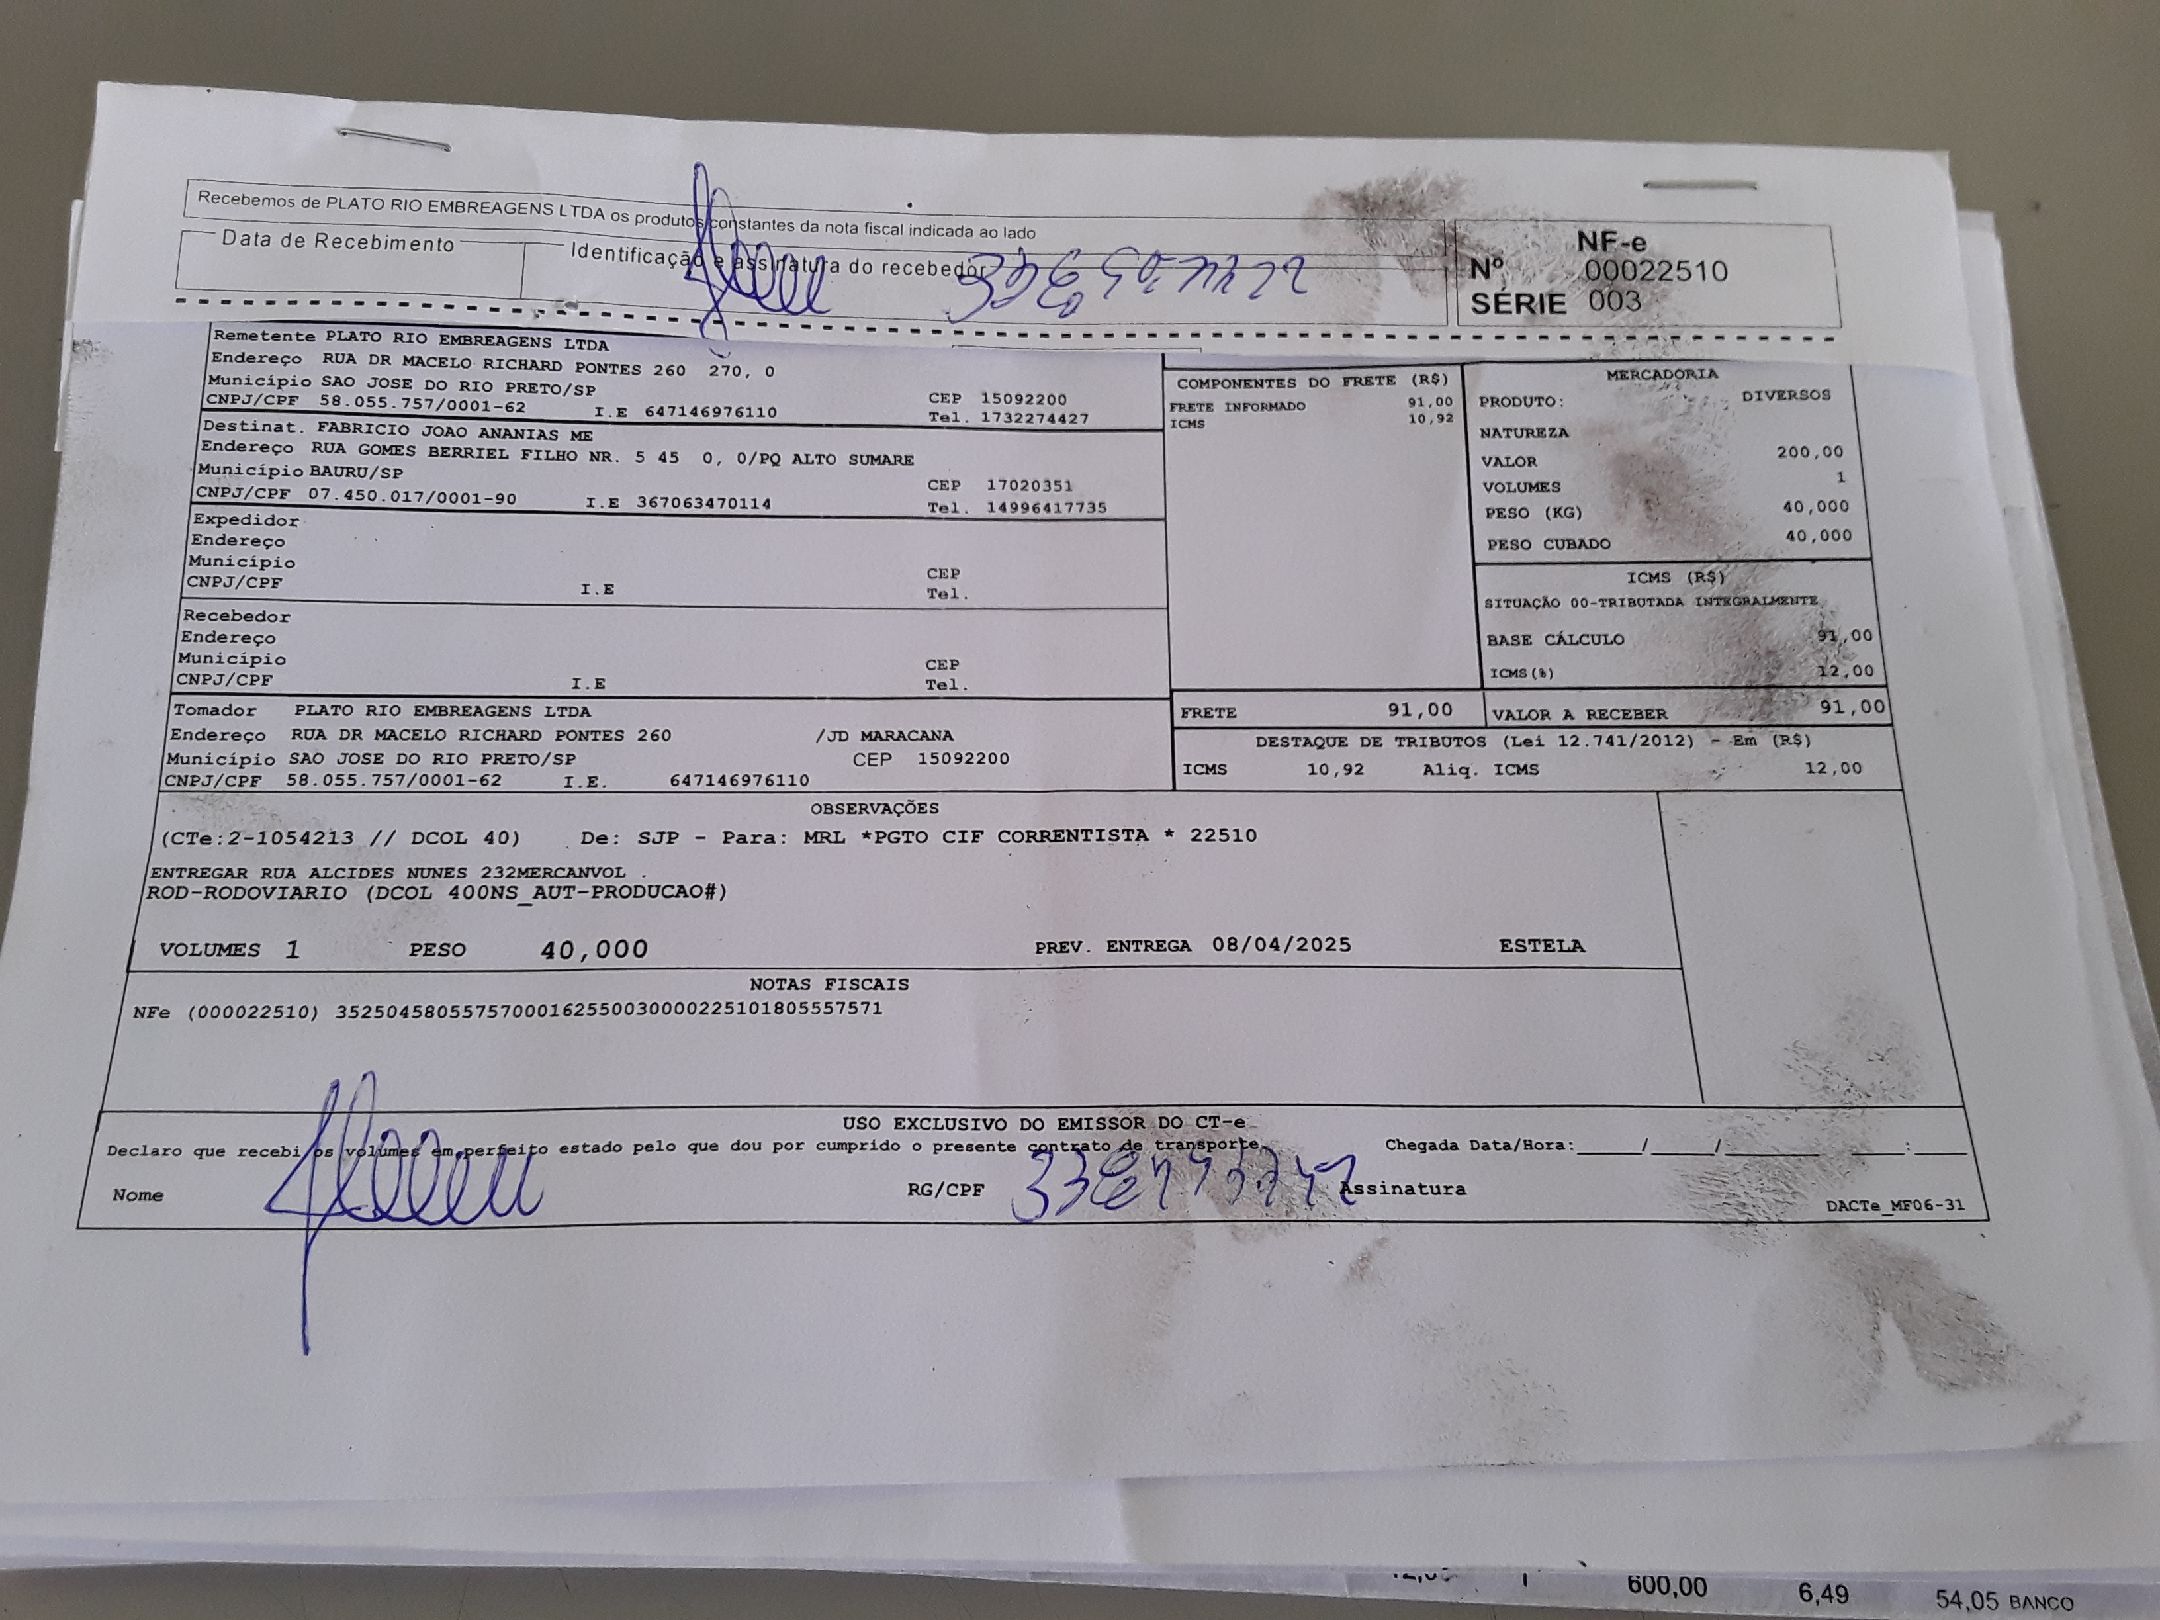 Recebemos de PLATO RIO EMBREAGENS LTDA os produtos constantes da nota fiscal indicada ao lado
Data de Recebimento
Identificação e assinatura do recebedor
NF-e
Nº 00022510
SÉRIE 003
Remetente PLATO RIO EMBREAGENS LTDA
Endereço RUA DR MACELO RICHARD PONTES 260 270, 0
Município SAO JOSE DO RIO PRETO/SP CEP 15092200
CNPJ/CPF 58.055.757/0001-62 I.E 647146976110 Tel. 1732274427
Destinat. FABRICIO JOAO ANANIAS ME
Endereço RUA GOMES BERRIEL FILHO NR. 5 45 0, 0/PQ ALTO SUMARE
Município BAURU/SP CEP 17020351
CNPJ/CPF 07.450.017/0001-90 I.E 367063470114 Tel. 14996417735
Expedidor
Endereço
Município CEP
CNPJ/CPF I.E Tel.
Recebedor
Endereço
Município CEP
CNPJ/CPF I.E Tel.
Tomador PLATO RIO EMBREAGENS LTDA
Endereço RUA DR MACELO RICHARD PONTES 260 /JD MARACANA
Município SAO JOSE DO RIO PRETO/SP CEP 15092200
CNPJ/CPF 58.055.757/0001-62 I.E. 647146976110
COMPONENTES DO FRETE (R$)
FRETE INFORMADO 91,00
ICMS 10,92
MERCADORIA
PRODUTO: DIVERSOS
NATUREZA
VALOR 200,00
VOLUMES 1
PESO (KG) 40,000
PESO CUBADO 40,000
ICMS (R$)
SITUAÇÃO 00-TRIBUTADA INTEGRALMENTE
BASE CÁLCULO 91,00
ICMS(%) 12,00
FRETE 91,00 VALOR A RECEBER 91,00
DESTAQUE DE TRIBUTOS (Lei 12.741/2012) - Em (R$)
ICMS 10,92 Aliq. ICMS 12,00
OBSERVAÇÕES
(CTe:2-1054213 // DCOL 40) De: SJP - Para: MRL *PGTO CIF CORRENTISTA * 22510
ENTREGAR RUA ALCIDES NUNES 232MERCANVOL .
ROD-RODOVIARIO (DCOL 400NS_AUT-PRODUCAO#)
VOLUMES 1 PESO 40,000 PREV. ENTREGA 08/04/2025 ESTELA
NOTAS FISCAIS
NFe (000022510) 35250458055757000162550030000225101805557571
USO EXCLUSIVO DO EMISSOR DO CT-e
Declaro que recebi os volumes em perfeito estado pelo que dou por cumprido o presente contrato de transporte. Chegada Data/Hora:____/____/____ ____:____
Nome RG/CPF Assinatura
DACTe_MF06-31
600,00 6,49 54,05 BANCO